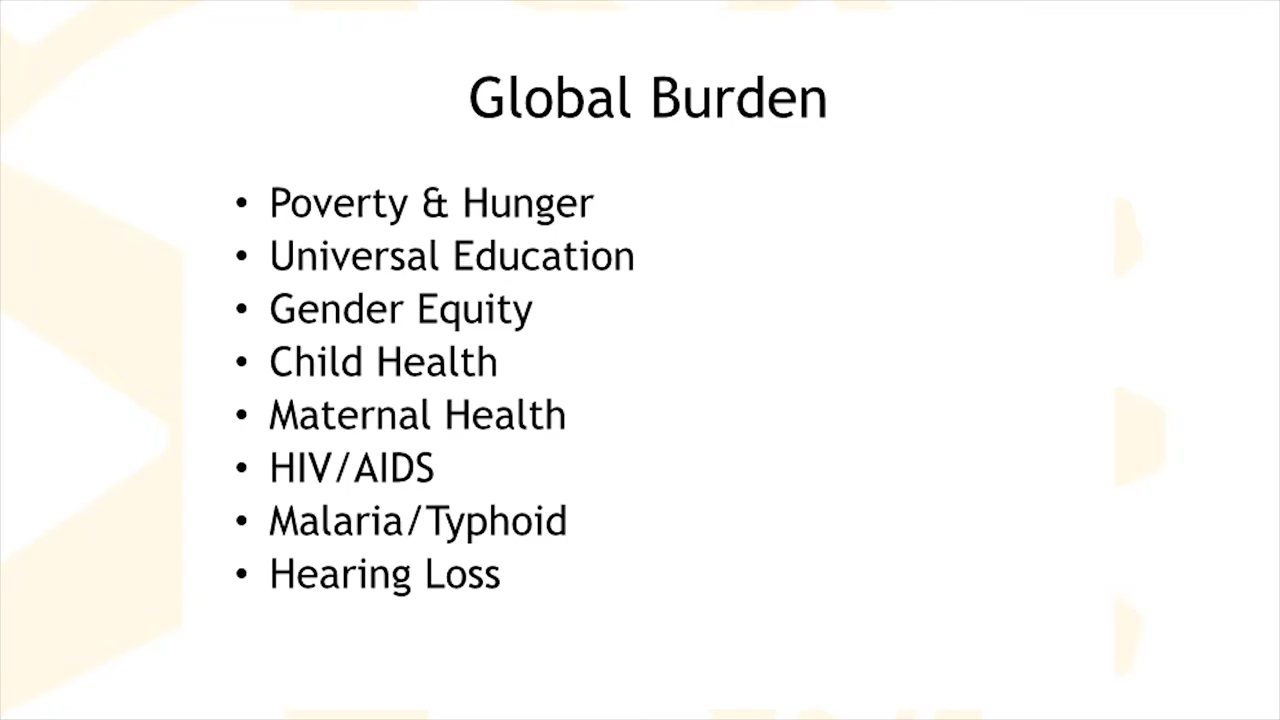 Global Burden
• Poverty & Hunger
• Universal Education
• Gender Equity
• Child Health
• Maternal Health
• HIV/AIDS
• Malaria/Typhoid
• Hearing Loss